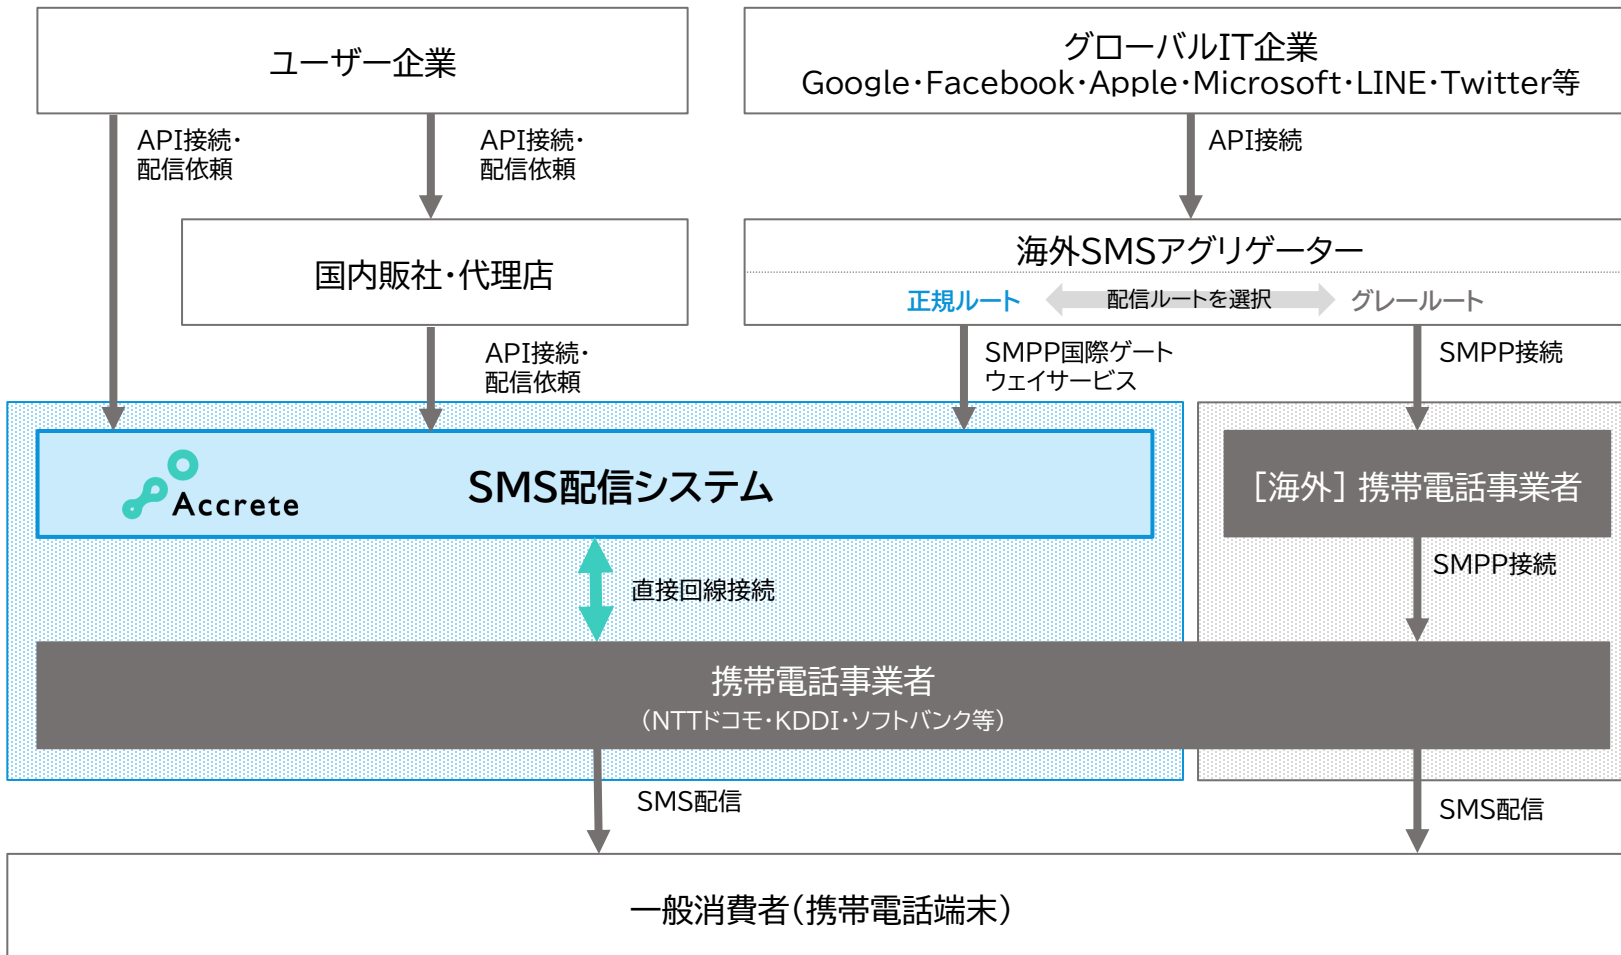 ユーザー企業
グローバルIT企業
Google・Facebook・Apple・Microsoft・LINE・Twitter等
API接続・
配信依頼
API接続・
配信依頼
API接続
国内販社・代理店
海外SMSアグリゲーター
正規ルート
配信ルートを選択
グレールート
API接続・
配信依頼
SMPP国際ゲート
ウェイサービス
SMPP接続
Accrete
SMS配信システム
[海外] 携帯電話事業者
直接回線接続
SMPP接続
携帯電話事業者
(NTTドコモ・KDDI・ソフトバンク等)
SMS配信
SMS配信
一般消費者(携帯電話端末)